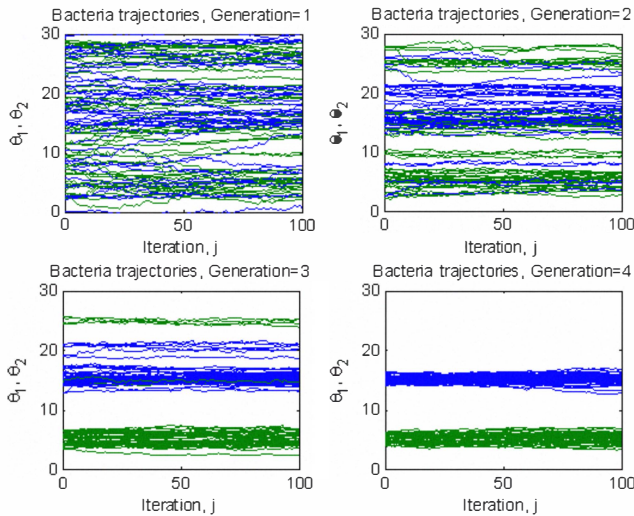 Bacteria trajectories, Generation=1
30
20
10
0
θ1, θ2
0
50
100
Iteration, j
Bacteria trajectories, Generation=2
30
20
10
0
θ1, θ2
0
50
100
Iteration, j
Bacteria trajectories, Generation=3
30
20
10
0
θ1, θ2
0
50
100
Iteration, j
Bacteria trajectories, Generation=4
30
20
10
0
θ1, θ2
0
50
100
Iteration, j